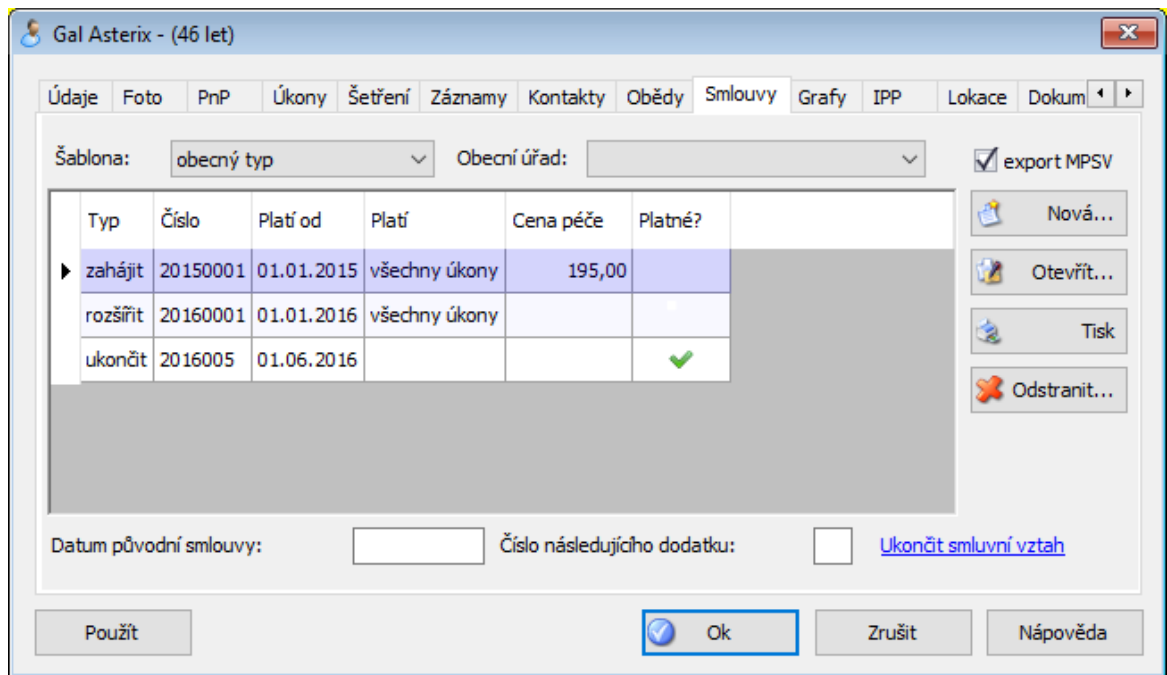 Gal Asterix - (46 let)
Údaje Foto PnP Úkony Šetření Záznamy Kontakty Obědy Smlouvy Grafy IPP Lokace Dokum
Šablona: obecný typ Obecní úřad: export MPSV
Typ Číslo Platí od Platí Cena péče Platné? Nová...
zahájit 20150001 01.01.2015 všechny úkony 195,00 Otevřít...
rozšířit 20160001 01.01.2016 všechny úkony Tisk
ukončit 2016005 01.06.2016
Odstranit...
Datum původní smlouvy: Číslo následujícího dodatku: Ukončit smluvní vztah
Použít Ok Zrušit Nápověda